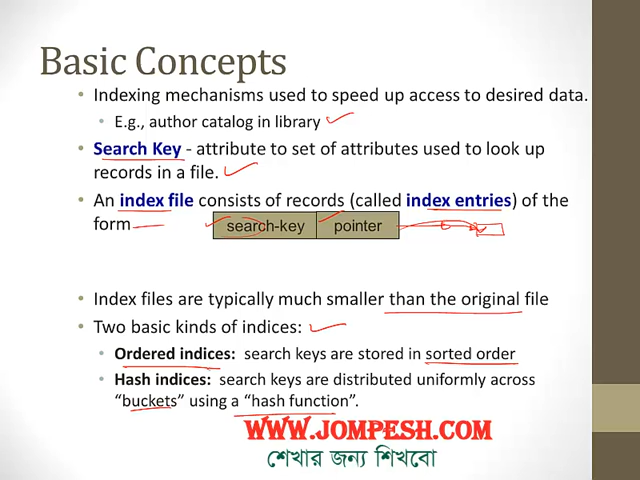 Basic Concepts
• Indexing mechanisms used to speed up access to desired data.
• E.g., author catalog in library
• Search Key - attribute to set of attributes used to look up
records in a file.
• An index file consists of records (called index entries) of the
form
search-key pointer
• Index files are typically much smaller than the original file
• Two basic kinds of indices:
• Ordered indices: search keys are stored in sorted order
• Hash indices: search keys are distributed uniformly across
“buckets” using a “hash function”.
WWW.JOMPESH.COM
শেখার জন্য শিখবো